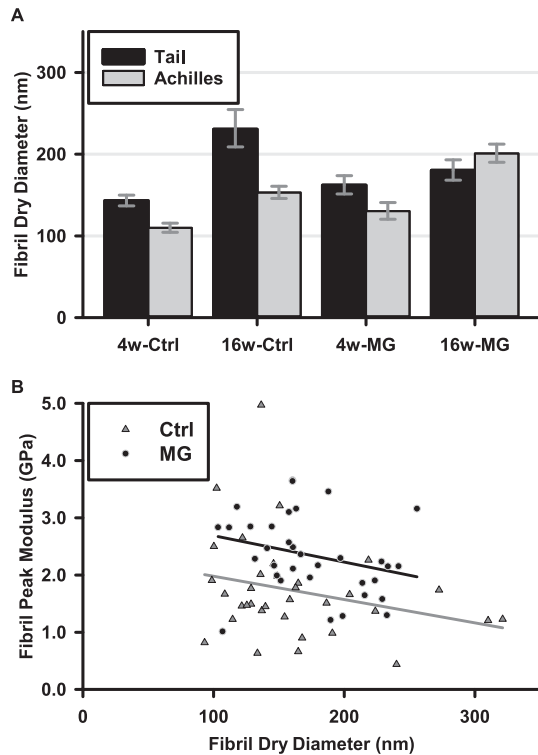 A
Tail
Achilles
Fibril Dry Diameter (nm)
300
200
100
0
4w-Ctrl 16w-Ctrl 4w-MG 16w-MG
B
Ctrl
MG
Fibril Peak Modulus (GPa)
5.0
4.0
3.0
2.0
1.0
0.0
0 100 200 300
Fibril Dry Diameter (nm)